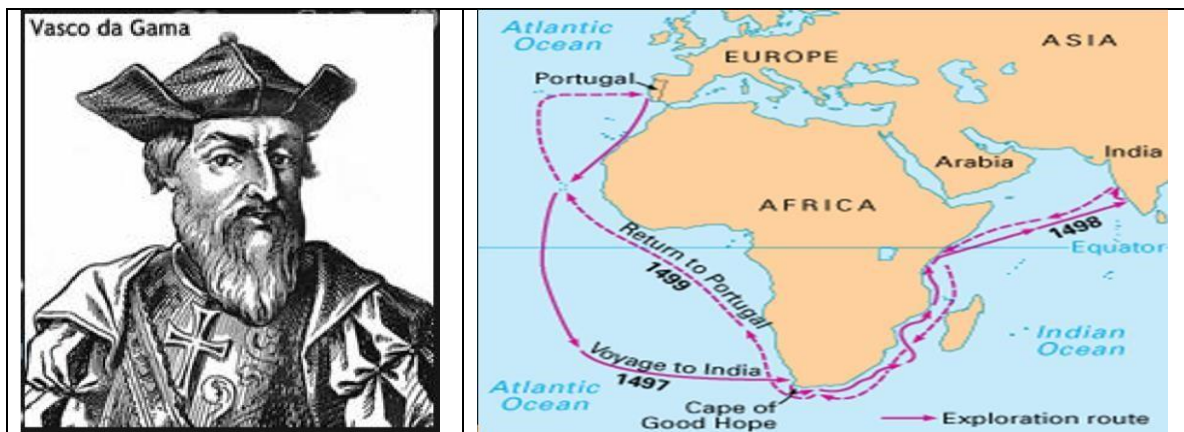 Vasco da Gama
Atlantic
Ocean
EUROPE
ASIA
Portugal
Arabia
India
AFRICA
1498
Equator
Return to Portugal
1499
Indian
Ocean
Voyage to India
1497
Atlantic
Ocean
Cape of
Good Hope
Exploration route